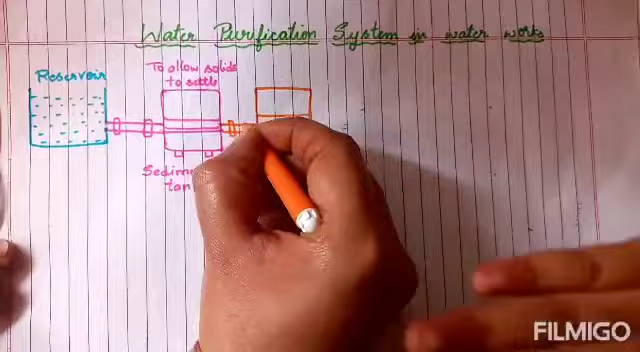 Water Purification System in water works
Reservoir
To allow solids
to settle
FILMIGO